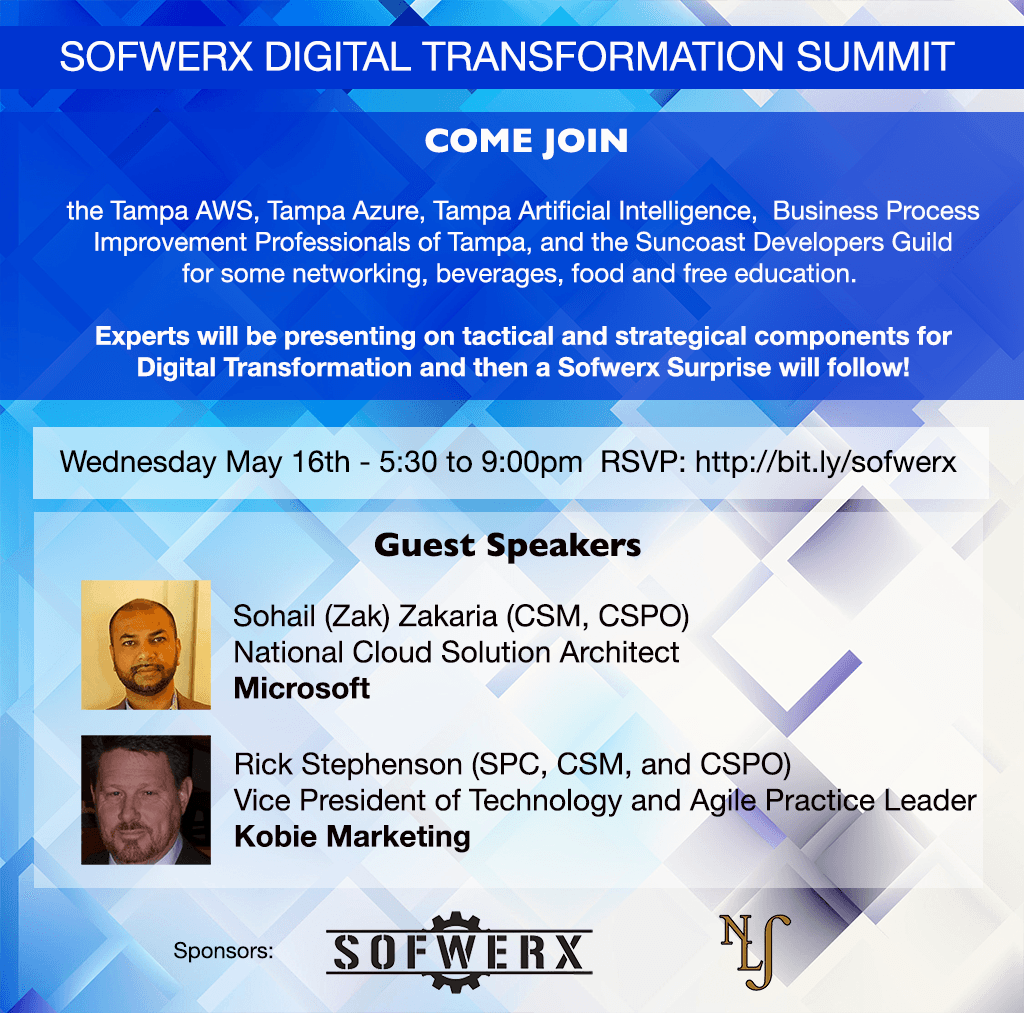 SOFWERX DIGITAL TRANSFORMATION SUMMIT
COME JOIN
the Tampa AWS, Tampa Azure, Tampa Artificial Intelligence, Business Process
Improvement Professionals of Tampa, and the Suncoast Developers Guild
for some networking, beverages, food and free education.
Experts will be presenting on tactical and strategical components for
Digital Transformation and then a Sofwerx Surprise will follow!
Wednesday May 16th - 5:30 to 9:00pm RSVP: http://bit.ly/sofwerx
Guest Speakers
Sohail (Zak) Zakaria (CSM, CSPO)
National Cloud Solution Architect
Microsoft
Rick Stephenson (SPC, CSM, and CSPO)
Vice President of Technology and Agile Practice Leader
Kobie Marketing
Sponsors:
SOFWERX
NLS